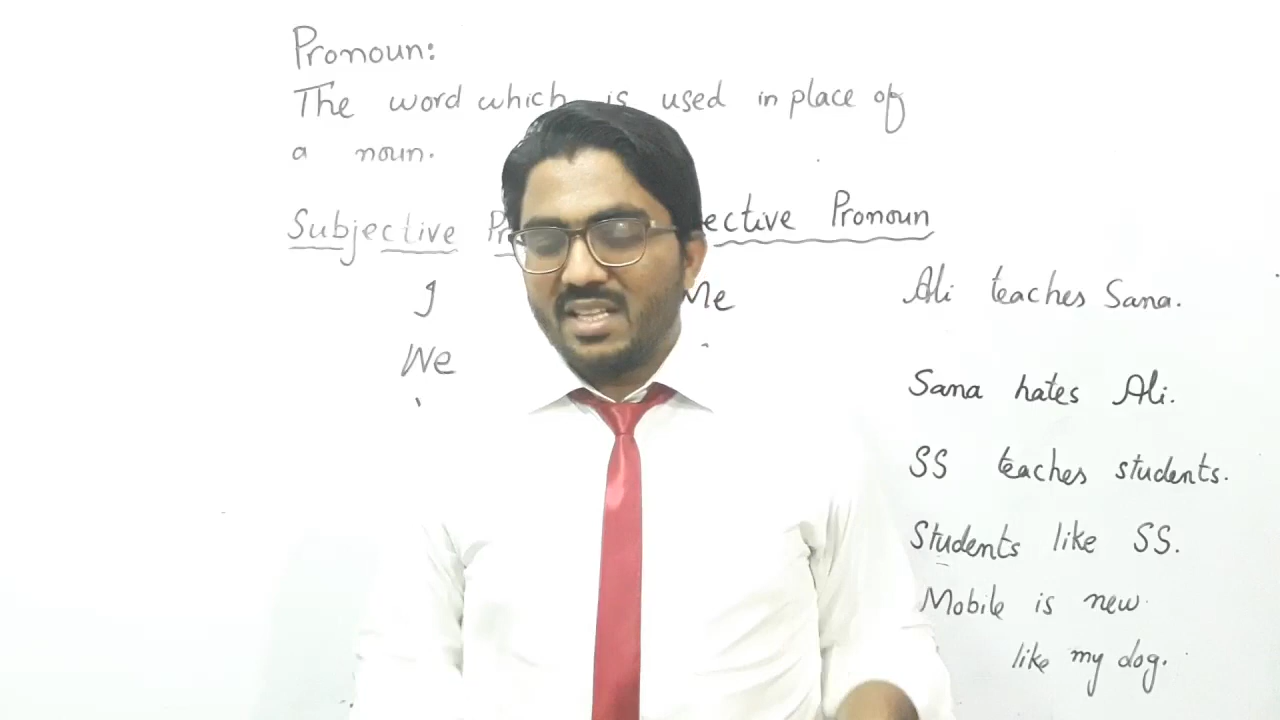 Pronoun:
The word which is used in place of
a noun.
Subjective Pr ective Pronoun
I Me
We
Ali teaches Sana.
Sana hates Ali.
SS teaches students.
Students like SS.
Mobile is new.
like my dog.